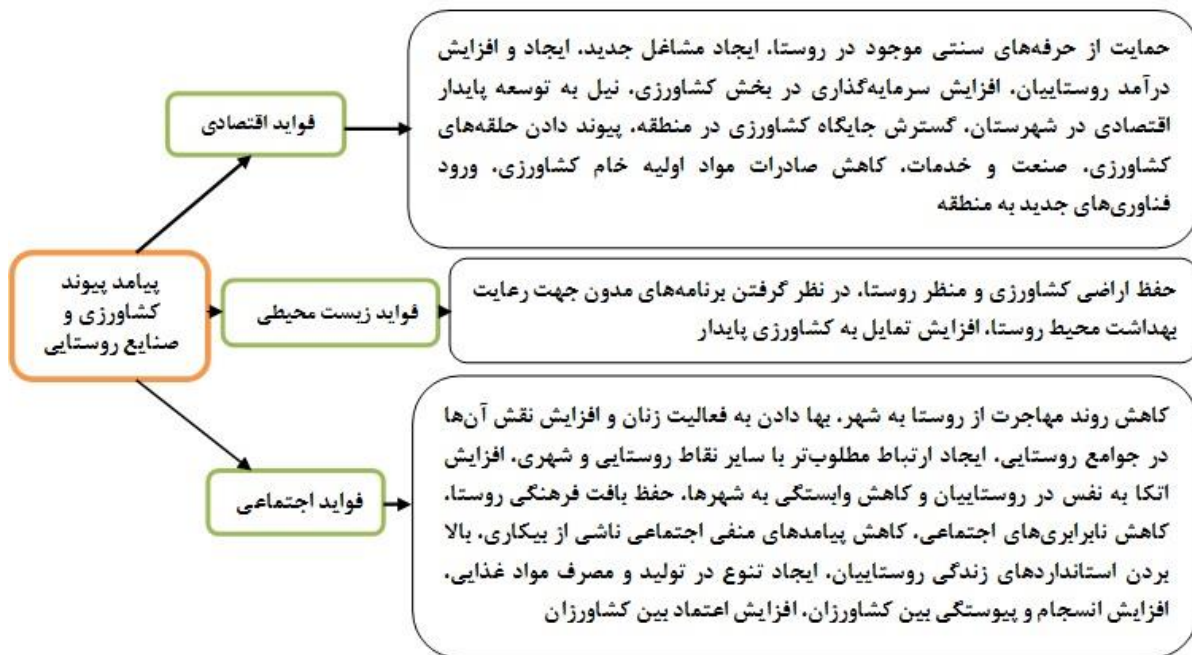 حمایت از حرفه‌های سنتی موجود در روستا، ایجاد مشاغل جدید، ایجاد و افزایش
درآمد روستاییان، افزایش سرمایه‌گذاری در بخش کشاورزی، نیل به توسعه پایدار
اقتصادی در شهرستان، گسترش جایگاه کشاورزی در منطقه، پیوند دادن حلقه‌های
کشاورزی، صنعت و خدمات، کاهش صادرات مواد اولیه خام کشاورزی، ورود
فناوری‌های جدید به منطقه
فواید اقتصادی
پیامد پیوند
کشاورزی و
صنایع روستایی
فواید زیست محیطی
حفظ اراضی کشاورزی و منظر روستا، در نظر گرفتن برنامه‌های مدون جهت رعایت
بهداشت محیط روستا، افزایش تمایل به کشاورزی پایدار
فواید اجتماعی
کاهش روند مهاجرت از روستا به شهر، بها دادن به فعالیت زنان و افزایش نقش آن‌ها
در جوامع روستایی، ایجاد ارتباط مطلوب‌تر با سایر نقاط روستایی و شهری، افزایش
اتکا به نفس در روستاییان و کاهش وابستگی به شهرها، حفظ بافت فرهنگی روستا،
کاهش نابرابری‌های اجتماعی، کاهش پیامدهای منفی اجتماعی ناشی از بیکاری، بالا
بردن استانداردهای زندگی روستاییان، ایجاد تنوع در تولید و مصرف مواد غذایی،
افزایش انسجام و پیوستگی بین کشاورزان، افزایش اعتماد بین کشاورزان